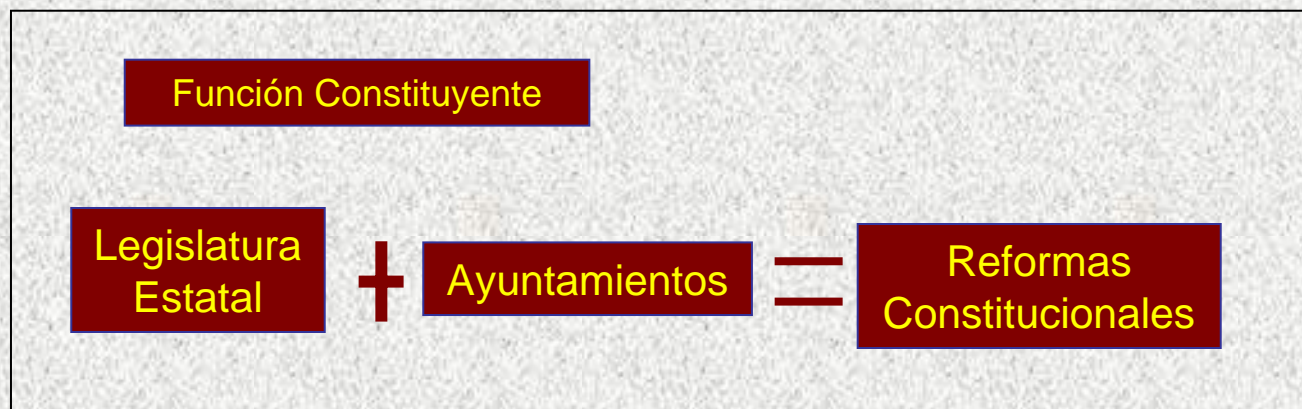 Función Constituyente
Legislatura
Estatal
+
Ayuntamientos
=
Reformas
Constitucionales